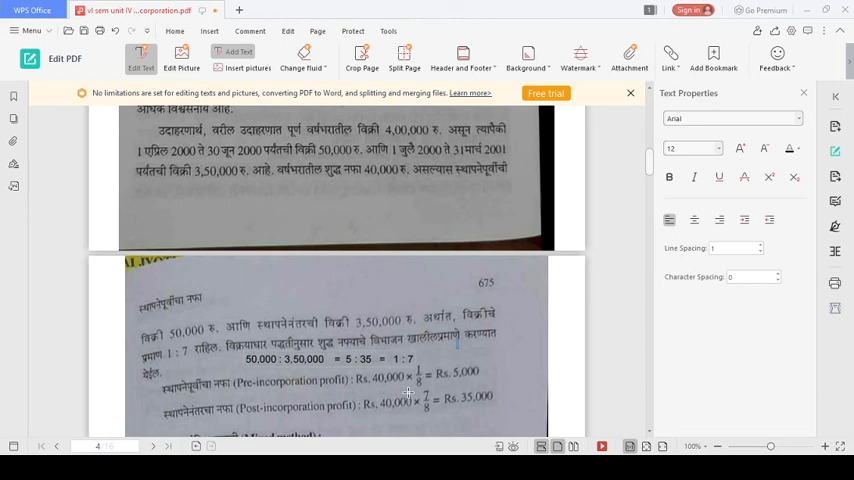 WPS Office
vl sem unit IV ...corporation.pdf
1
Sign in
Go Premium
Menu
Home
Insert
Comment
Edit
Page
Protect
Tools
Edit PDF
Edit Text
Edit Picture
Add Text
Insert pictures
Change fluid
Crop Page
Split Page
Header and Footer
Background
Watermark
Attachment
Link
Add Bookmark
Feedback
No limitations are set for editing texts and pictures, converting PDF to Word, and splitting and merging files. Learn more>
Free trial
Text Properties
Arial
12
A+ A- A
B I U A X² X₂
Line Spacing: 1
Character Spacing: 0
अधिक विश्वसनीय आहे.
उदाहरणार्थ, वरील उदाहरणात पूर्ण वर्षभरातील विक्री 4,00,000 रु. असून त्यापैकी
1 एप्रिल 2000 ते 30 जून 2000 पर्यंतची विक्री 50,000 रु. आणि 1 जुलै 2000 ते 31 मार्च 2001
पर्यंतची विक्री 3,50,000 रु. आहे. वर्षभरातील शुद्ध नफा 40,000 रु. असल्यास स्थापनेपूर्वीची
675
स्थापनेपूर्वीचा नफा
विक्री 50,000 रु. आणि स्थापनेनंतरची विक्री 3,50,000 रु. अर्थात, विक्रीचे
प्रमाण 1 : 7 राहिल. विक्रयाधार पद्धतीनुसार शुद्ध नफ्याचे विभाजन खालीलप्रमाणे करण्यात
50,000 : 3,50,000 = 5 : 35 = 1 : 7
येईल.
स्थापनेपूर्वीचा नफा (Pre-incorporation profit) : Rs. 40,000 × 1/8 = Rs. 5,000
स्थापनेनंतरचा नफा (Post-incorporation profit) : Rs. 40,000 × 7/8 = Rs. 35,000
(Mixed method) :
4/16
100%